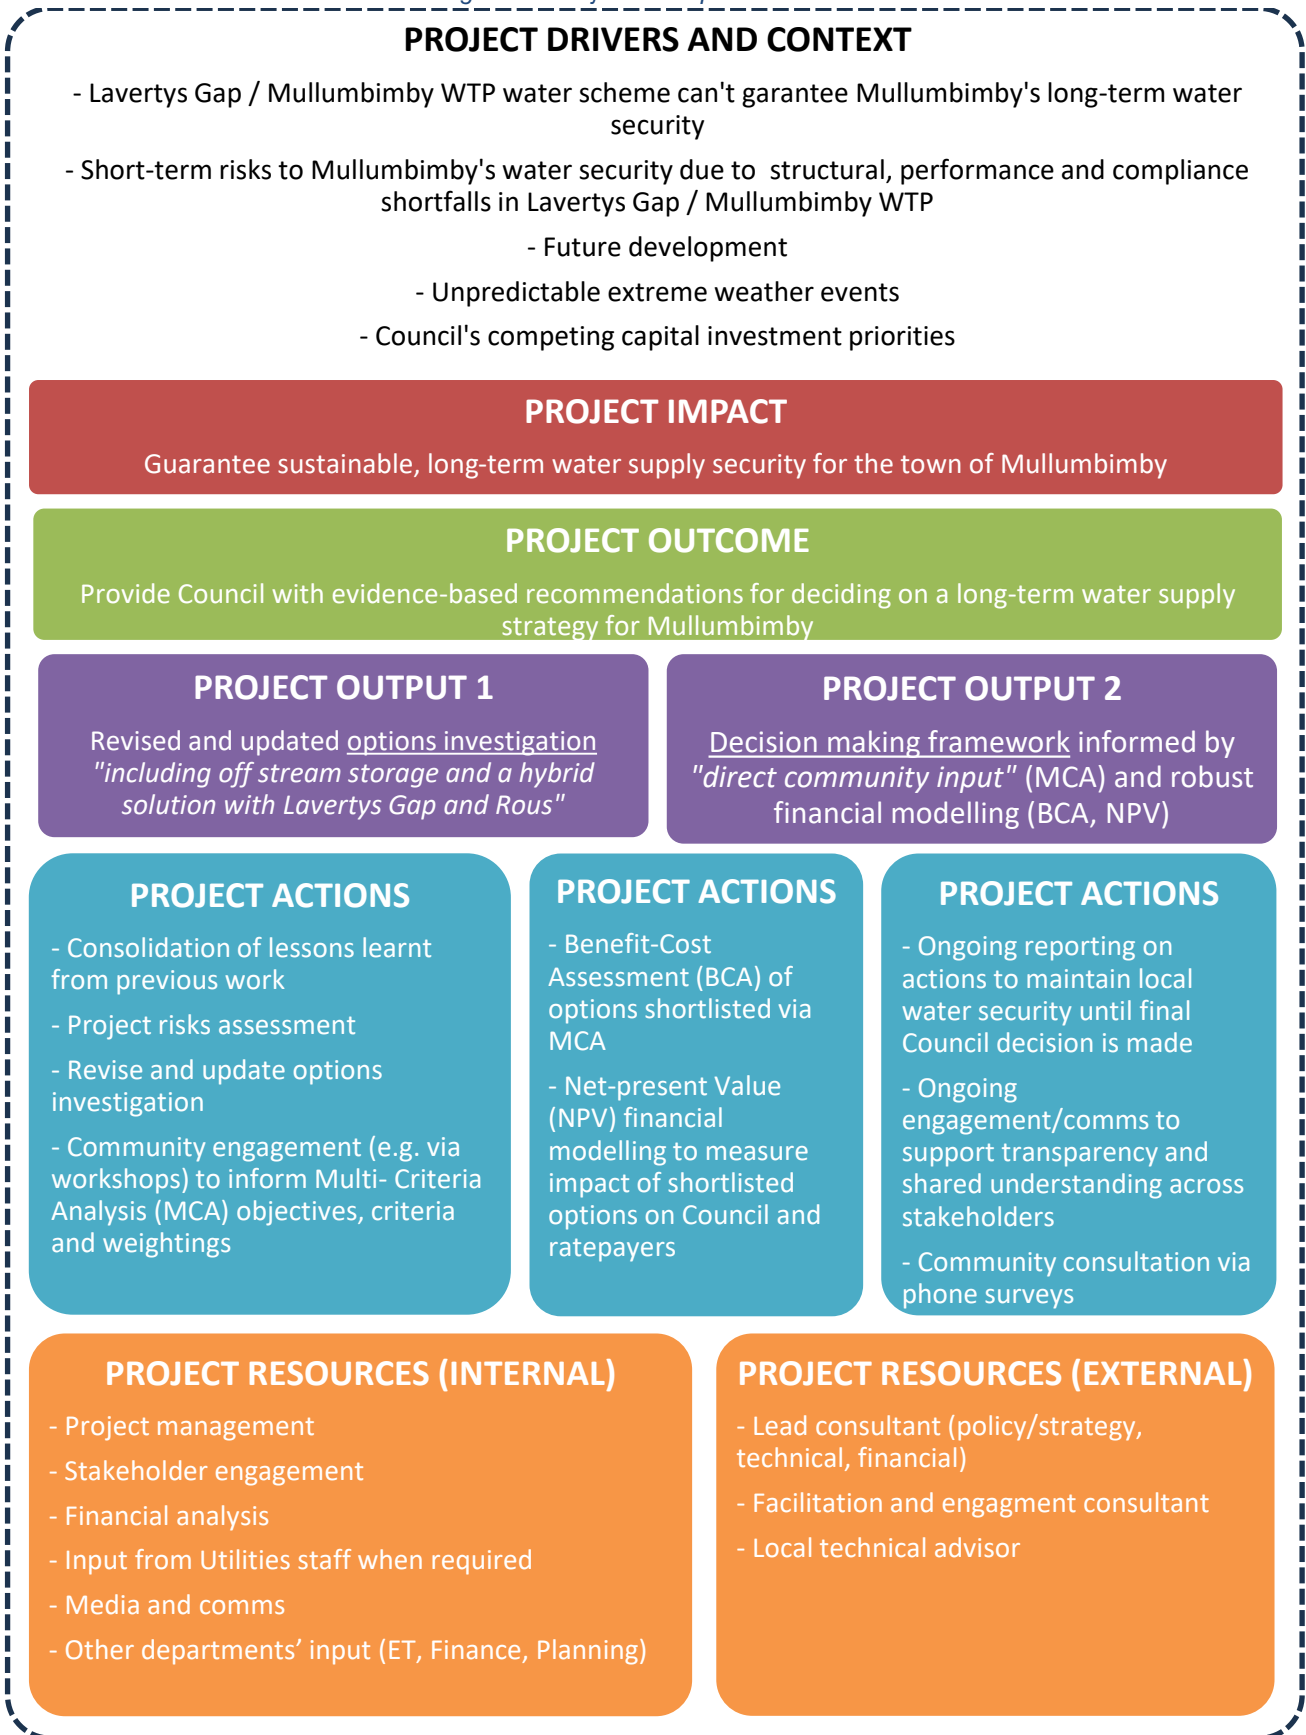 PROJECT DRIVERS AND CONTEXT
- Lavertys Gap / Mullumbimby WTP water scheme can't garantee Mullumbimby's long-term water
security
- Short-term risks to Mullumbimby's water security due to  structural, performance and compliance
shortfalls in Lavertys Gap / Mullumbimby WTP
- Future development
- Unpredictable extreme weather events
- Council's competing capital investment priorities
PROJECT IMPACT
Guarantee sustainable, long-term water supply security for the town of Mullumbimby
PROJECT OUTCOME
Provide Council with evidence-based recommendations for deciding on a long-term water supply
strategy for Mullumbimby
PROJECT OUTPUT 1
Revised and updated options investigation
"including off stream storage and a hybrid
solution with Lavertys Gap and Rous"
PROJECT OUTPUT 2
Decision making framework informed by
"direct community input" (MCA) and robust
financial modelling (BCA, NPV)
PROJECT ACTIONS
- Consolidation of lessons learnt
from previous work
- Project risks assessment
- Revise and update options
investigation
- Community engagement (e.g. via
workshops) to inform Multi- Criteria
Analysis (MCA) objectives, criteria
and weightings
PROJECT ACTIONS
- Benefit-Cost
Assessment (BCA) of
options shortlisted via
MCA
- Net-present Value
(NPV) financial
modelling to measure
impact of shortlisted
options on Council and
ratepayers
PROJECT ACTIONS
- Ongoing reporting on
actions to maintain local
water security until final
Council decision is made
- Ongoing
engagement/comms to
support transparency and
shared understanding across
stakeholders
- Community consultation via
phone surveys
PROJECT RESOURCES (INTERNAL)
- Project management
- Stakeholder engagement
- Financial analysis
- Input from Utilities staff when required
- Media and comms
- Other departments’ input (ET, Finance, Planning)
PROJECT RESOURCES (EXTERNAL)
- Lead consultant (policy/strategy,
technical, financial)
- Facilitation and engagment consultant
- Local technical advisor